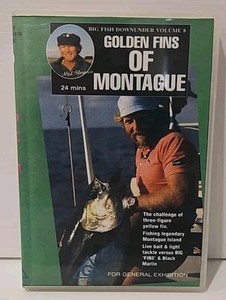 BIG FISH DOWNUNDER VOLUME 8
GOLDEN FINS
OF
MONTAGUE
24 mins
The challenge of
three-figure
yellow fin.
Fishing legendary
Montague Island
Live bait & light
tackle versus BIG
'FINS' & Black
Marlin
FOR GENERAL EXHIBITION